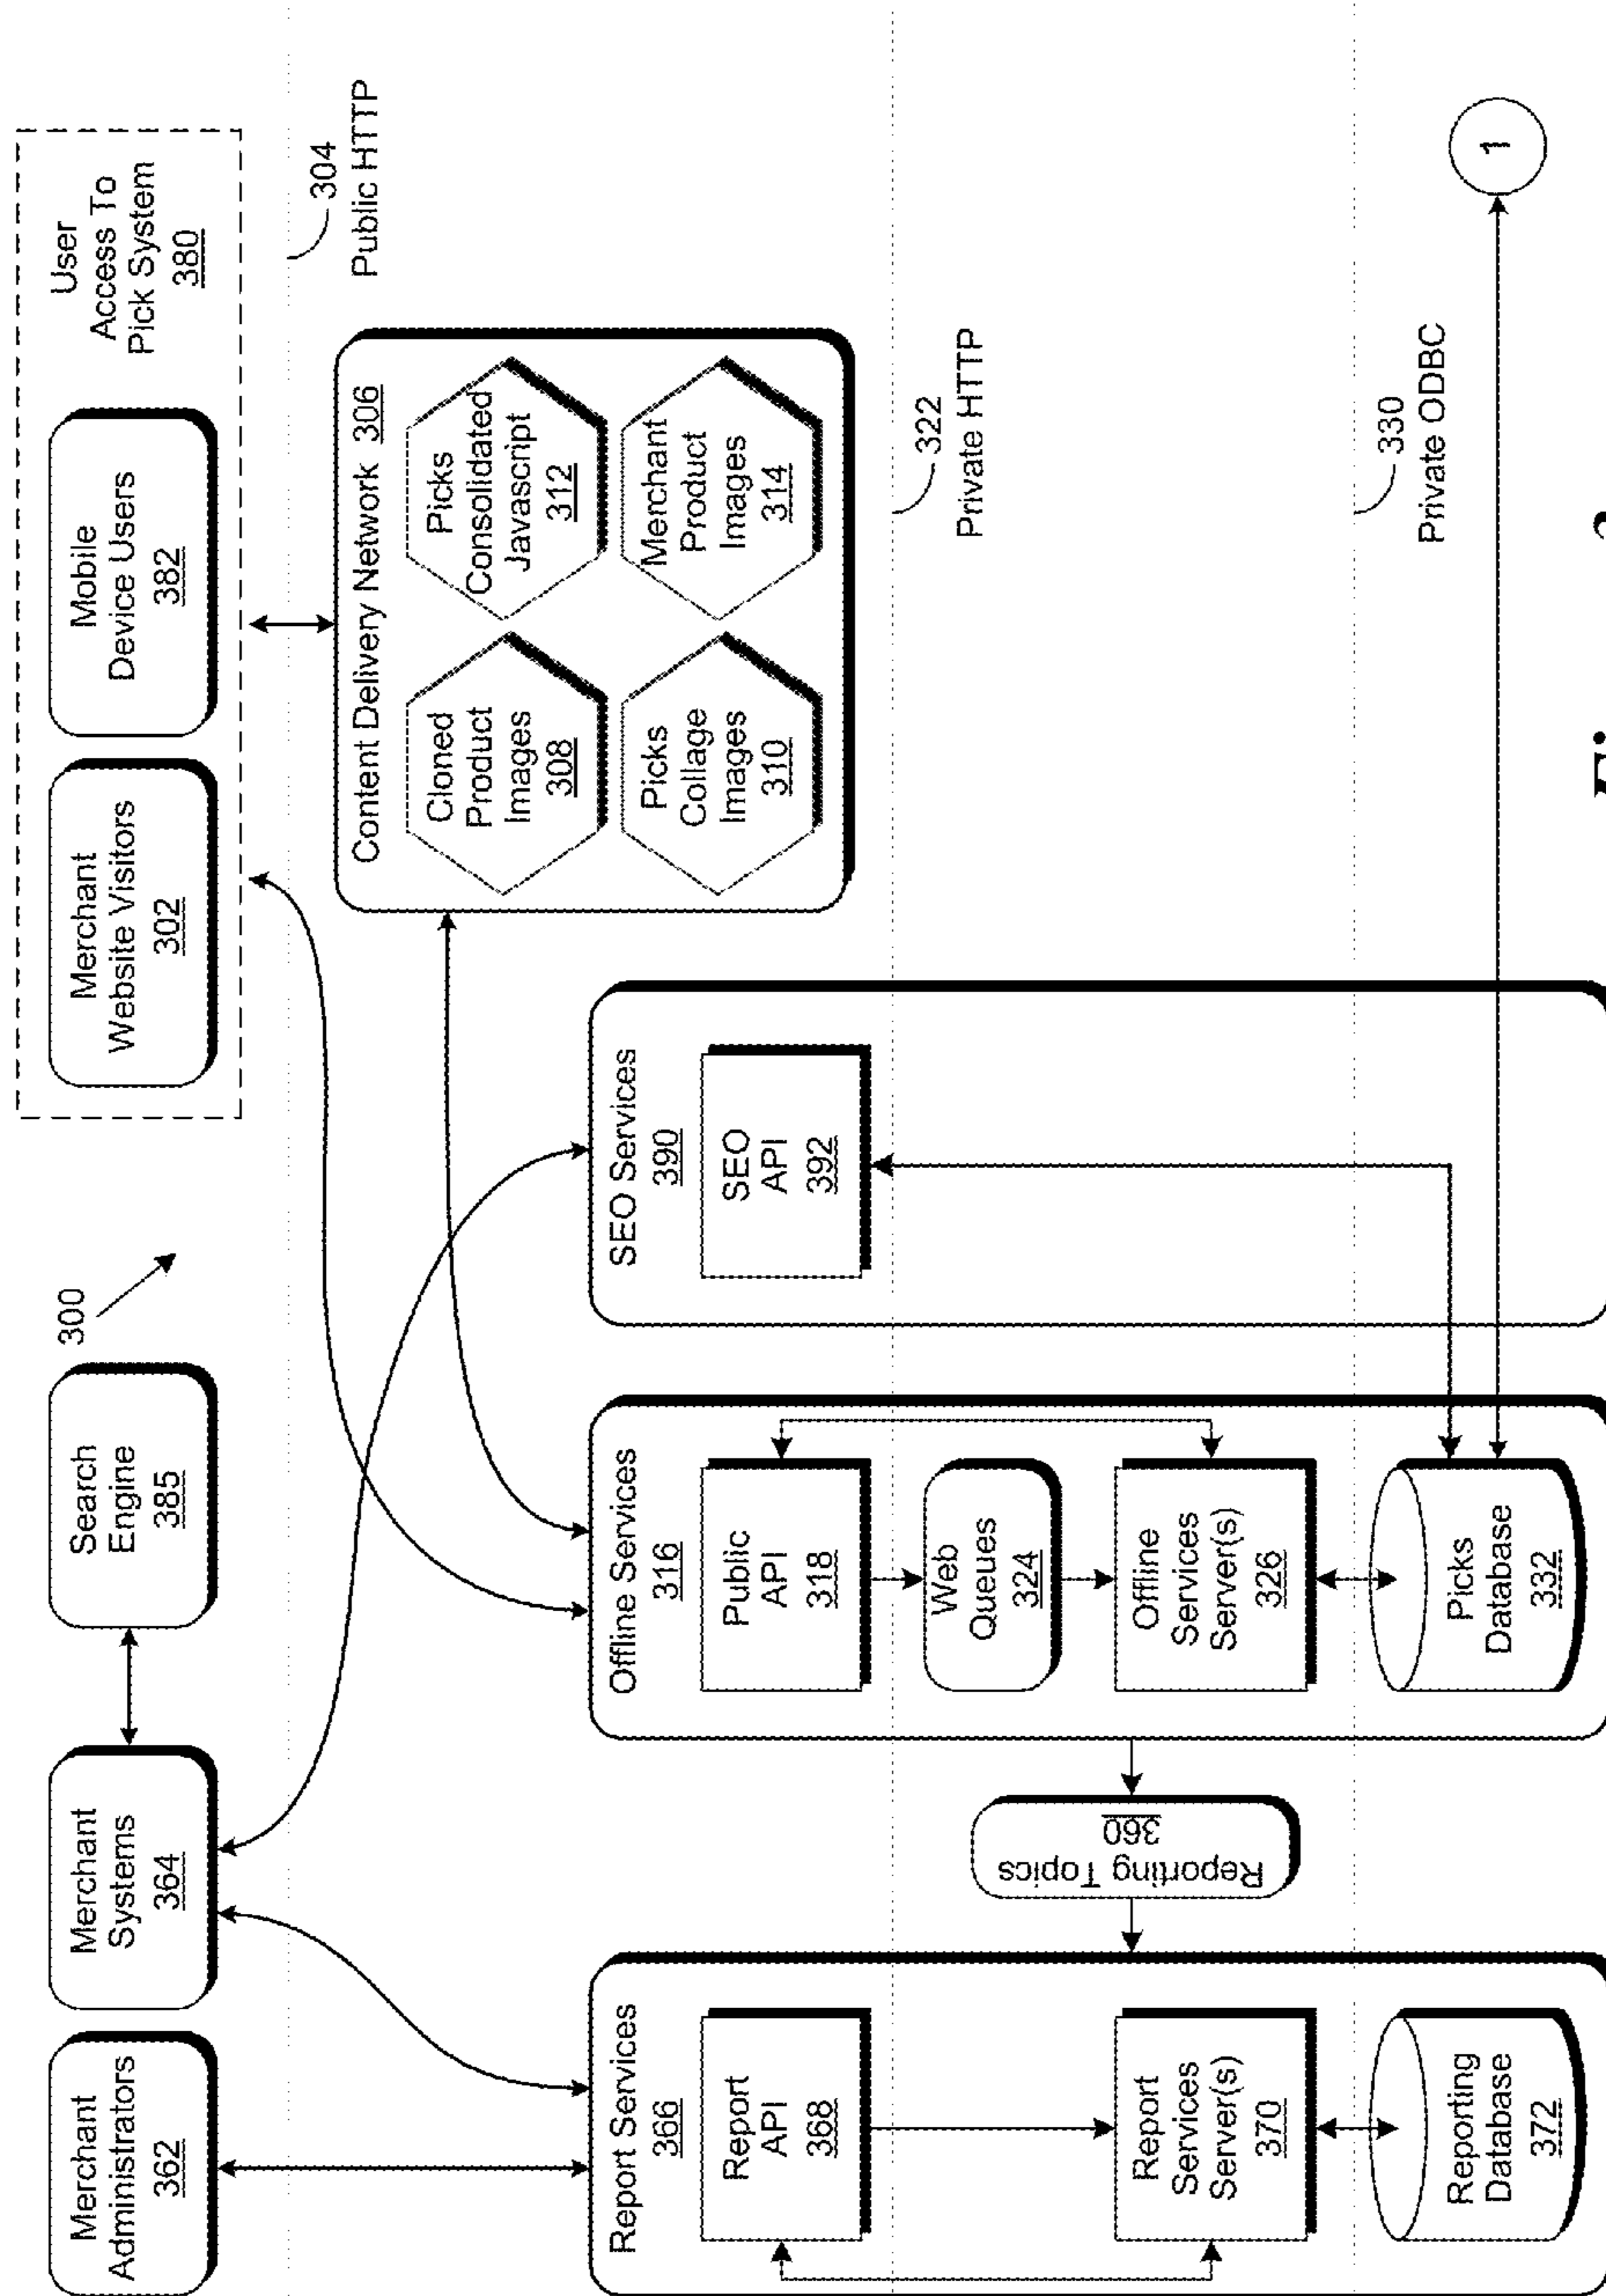 300
Merchant
Administrators
362
Merchant
Systems
364
Search
Engine
385
Merchant
Website Visitors
302
Mobile
Device Users
382
User
Access To
Pick System
380
304
Public HTTP
Content Delivery Network 306
Cloned
Product
Images
308
Picks
Consolidated
Javascript
312
Picks
Collage
Images
310
Merchant
Product
Images
314
Report Services
366
Report
API
368
Report
Services
Server(s)
370
Reporting
Database
372
Reporting Topics
360
Offline Services
316
Public
API
318
Web
Queues
324
Offline
Services
Server(s)
326
Picks
Database
332
SEO Services
390
SEO
API
392
322
Private HTTP
330
Private ODBC
1